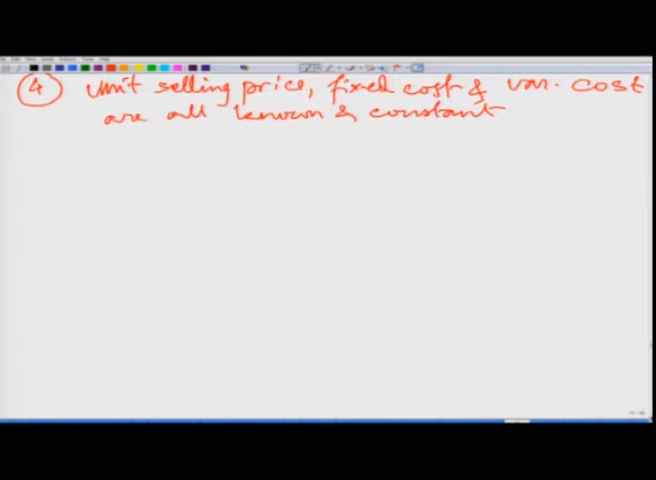 4 Unit selling price, fixed cost & var. cost
are all known & constant